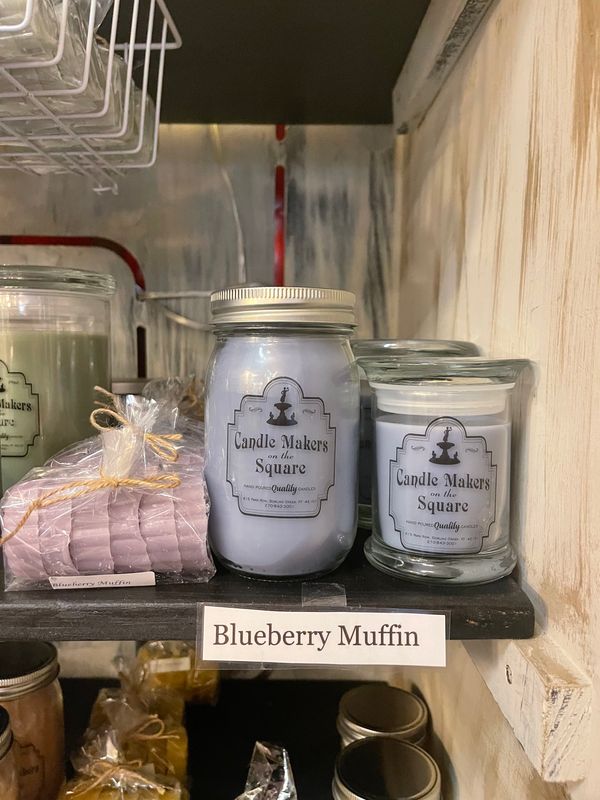 Makers
Candle Makers
on the
Square
HAND POURED Quality CANDLES
Candle Makers
on the
Square
HAND POURED Quality CANDLES
Blueberry Muffin
Blueberry Muffin